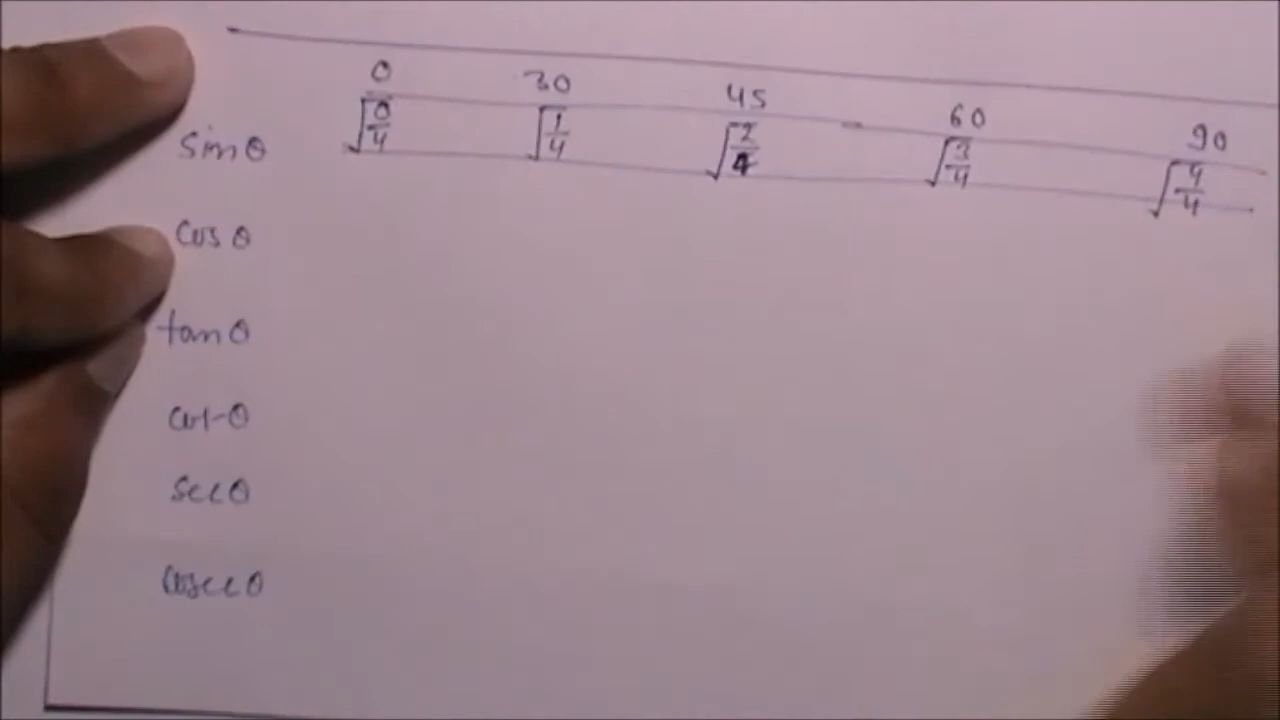 0 30 45 60 90
sinθ √0/4 √1/4 √2/4 √3/4 √4/4
cosθ
tanθ
cotθ
secθ
cosecθ